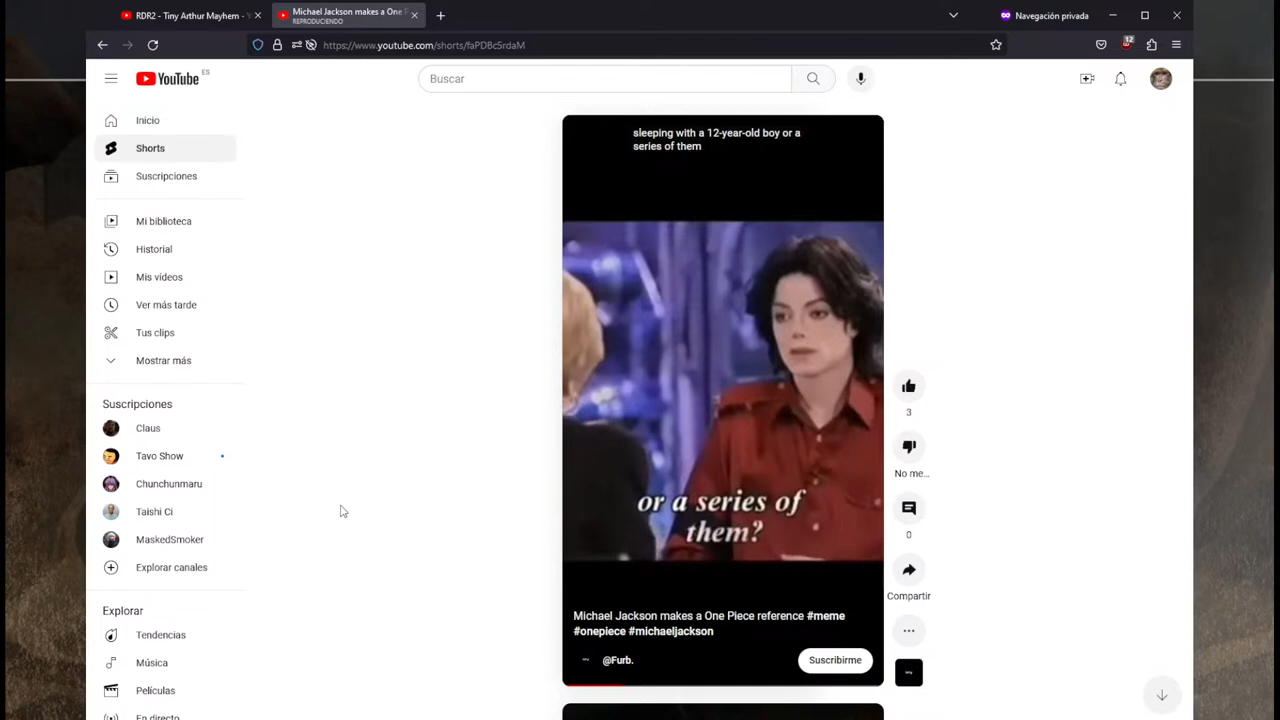 RDR2 - Tiny Arthur Mayhem -
Michael Jackson makes a One P
REPRODUCIENDO
Navegación privada
https://www.youtube.com/shorts/faPDBcSrdaM
12
YouTube ES
Buscar
Inicio
Shorts
Suscripciones
Mi biblioteca
Historial
Mis vídeos
Ver más tarde
Tus clips
Mostrar más
Suscripciones
Claus
Tavo Show
Chunchunmaru
Taishi Ci
MaskedSmoker
Explorar canales
Explorar
Tendencias
Música
Películas
En directo
sleeping with a 12-year-old boy or a
series of them
or a series of
them?
Michael Jackson makes a One Piece reference #meme
#onepiece #michaeljackson
@Furb.
Suscribirme
3
No me...
0
Compartir